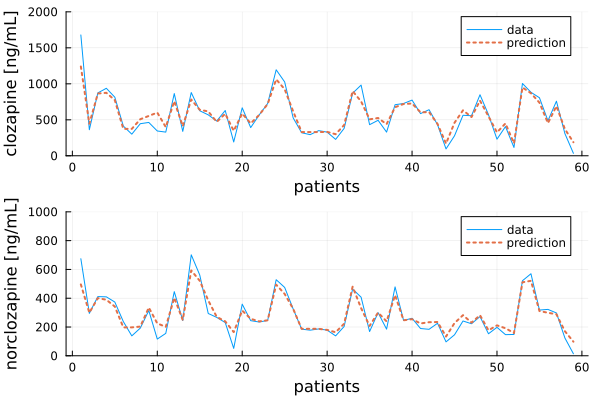 2000
1500
1000
500
0
clozapine [ng/mL]
data
prediction
0 10 20 30 40 50 60
patients
1000
800
600
400
200
0
norclozapine [ng/mL]
data
prediction
0 10 20 30 40 50 60
patients